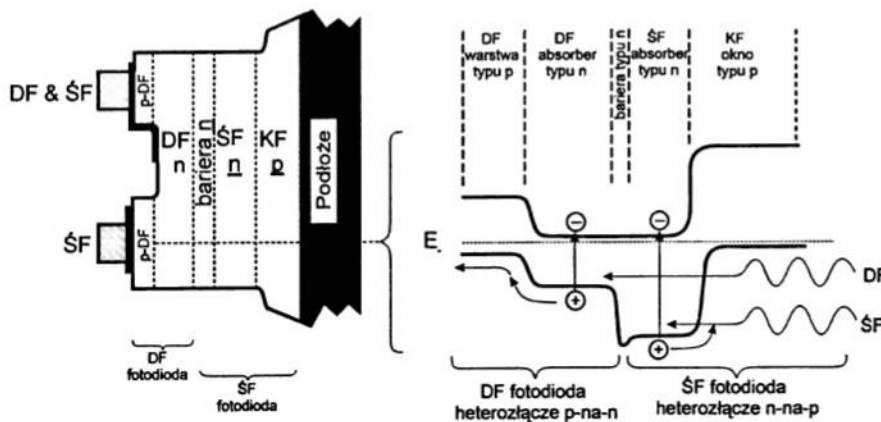 DF & ŚF
ŚF
p-DF
p-DF
DF
n
bariera n
ŚF
n
KF
p
Podłoże
DF
fotodioda
ŚF
fotodioda
DF
warstwa
typu p
DF
absorber
typu n
bariera typu n
ŚF
absorber
typu n
KF
okno
typu p
E
DF
ŚF
DF fotodioda
heterozłącze p-na-n
ŚF fotodioda
heterozłącze n-na-p